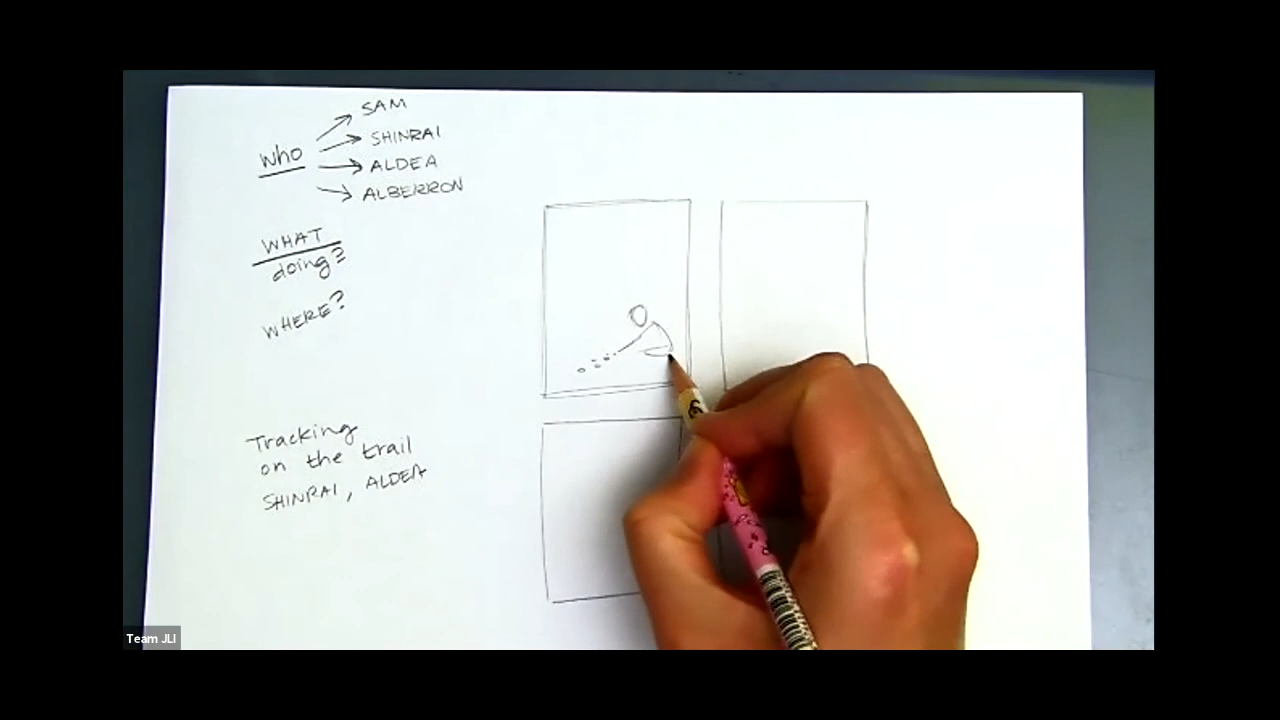 SAM
who
SHINRAI
ALDEA
ALBERRON
WHAT
doing?
WHERE?
Tracking
on the trail
SHINRAI, ALDEA
Team JLI